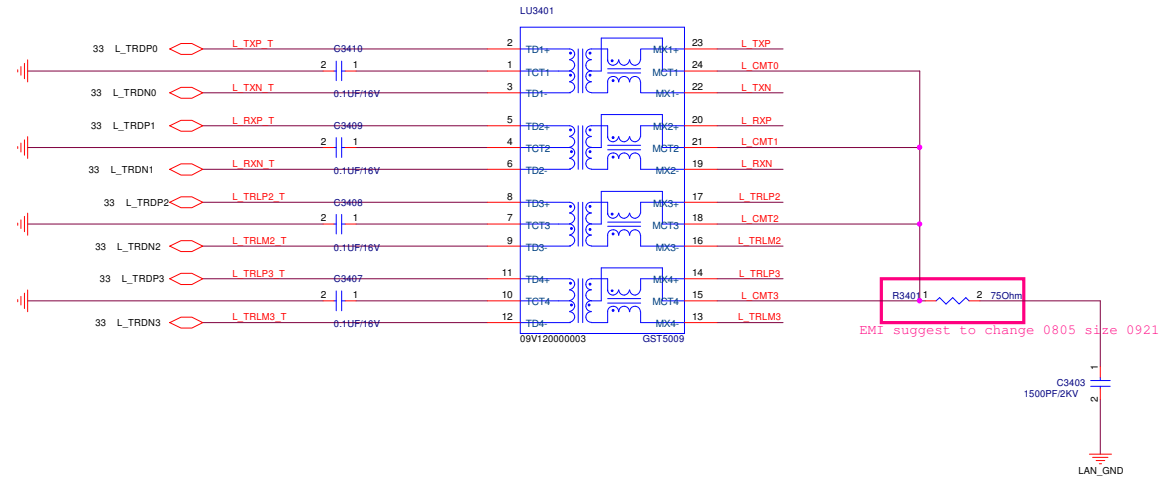 LU3401
33 L_TRDP0 L_TXP_T C3410 2 TD1+ MX1+ 23 L_TXP
2 1 1 TCT1 MCT1 24 L_CMT0
33 L_TRDN0 L_TXN_T 0.1UF/16V 3 TD1- MX1- 22 L_TXN
33 L_TRDP1 L_RXP_T C3409 5 TD2+ MX2+ 20 L_RXP
2 1 4 TCT2 MCT2 21 L_CMT1
33 L_TRDN1 L_RXN_T 0.1UF/16V 6 TD2- MX2- 19 L_RXN
33 L_TRDP2 L_TRLP2_T C3408 8 TD3+ MX3+ 17 L_TRLP2
2 1 7 TCT3 MCT3 18 L_CMT2
33 L_TRDN2 L_TRLM2_T 0.1UF/16V 9 TD3- MX3- 16 L_TRLM2
33 L_TRDP3 L_TRLP3_T C3407 11 TD4+ MX4+ 14 L_TRLP3
2 1 10 TCT4 MCT4 15 L_CMT3 R3401 1 2 75Ohm
33 L_TRDN3 L_TRLM3_T 0.1UF/16V 12 TD4- MX4- 13 L_TRLM3
EMI suggest to change 0805 size 0921
09V120000003 GST5009
1
C3403
1500PF/2KV
2
LAN_GND